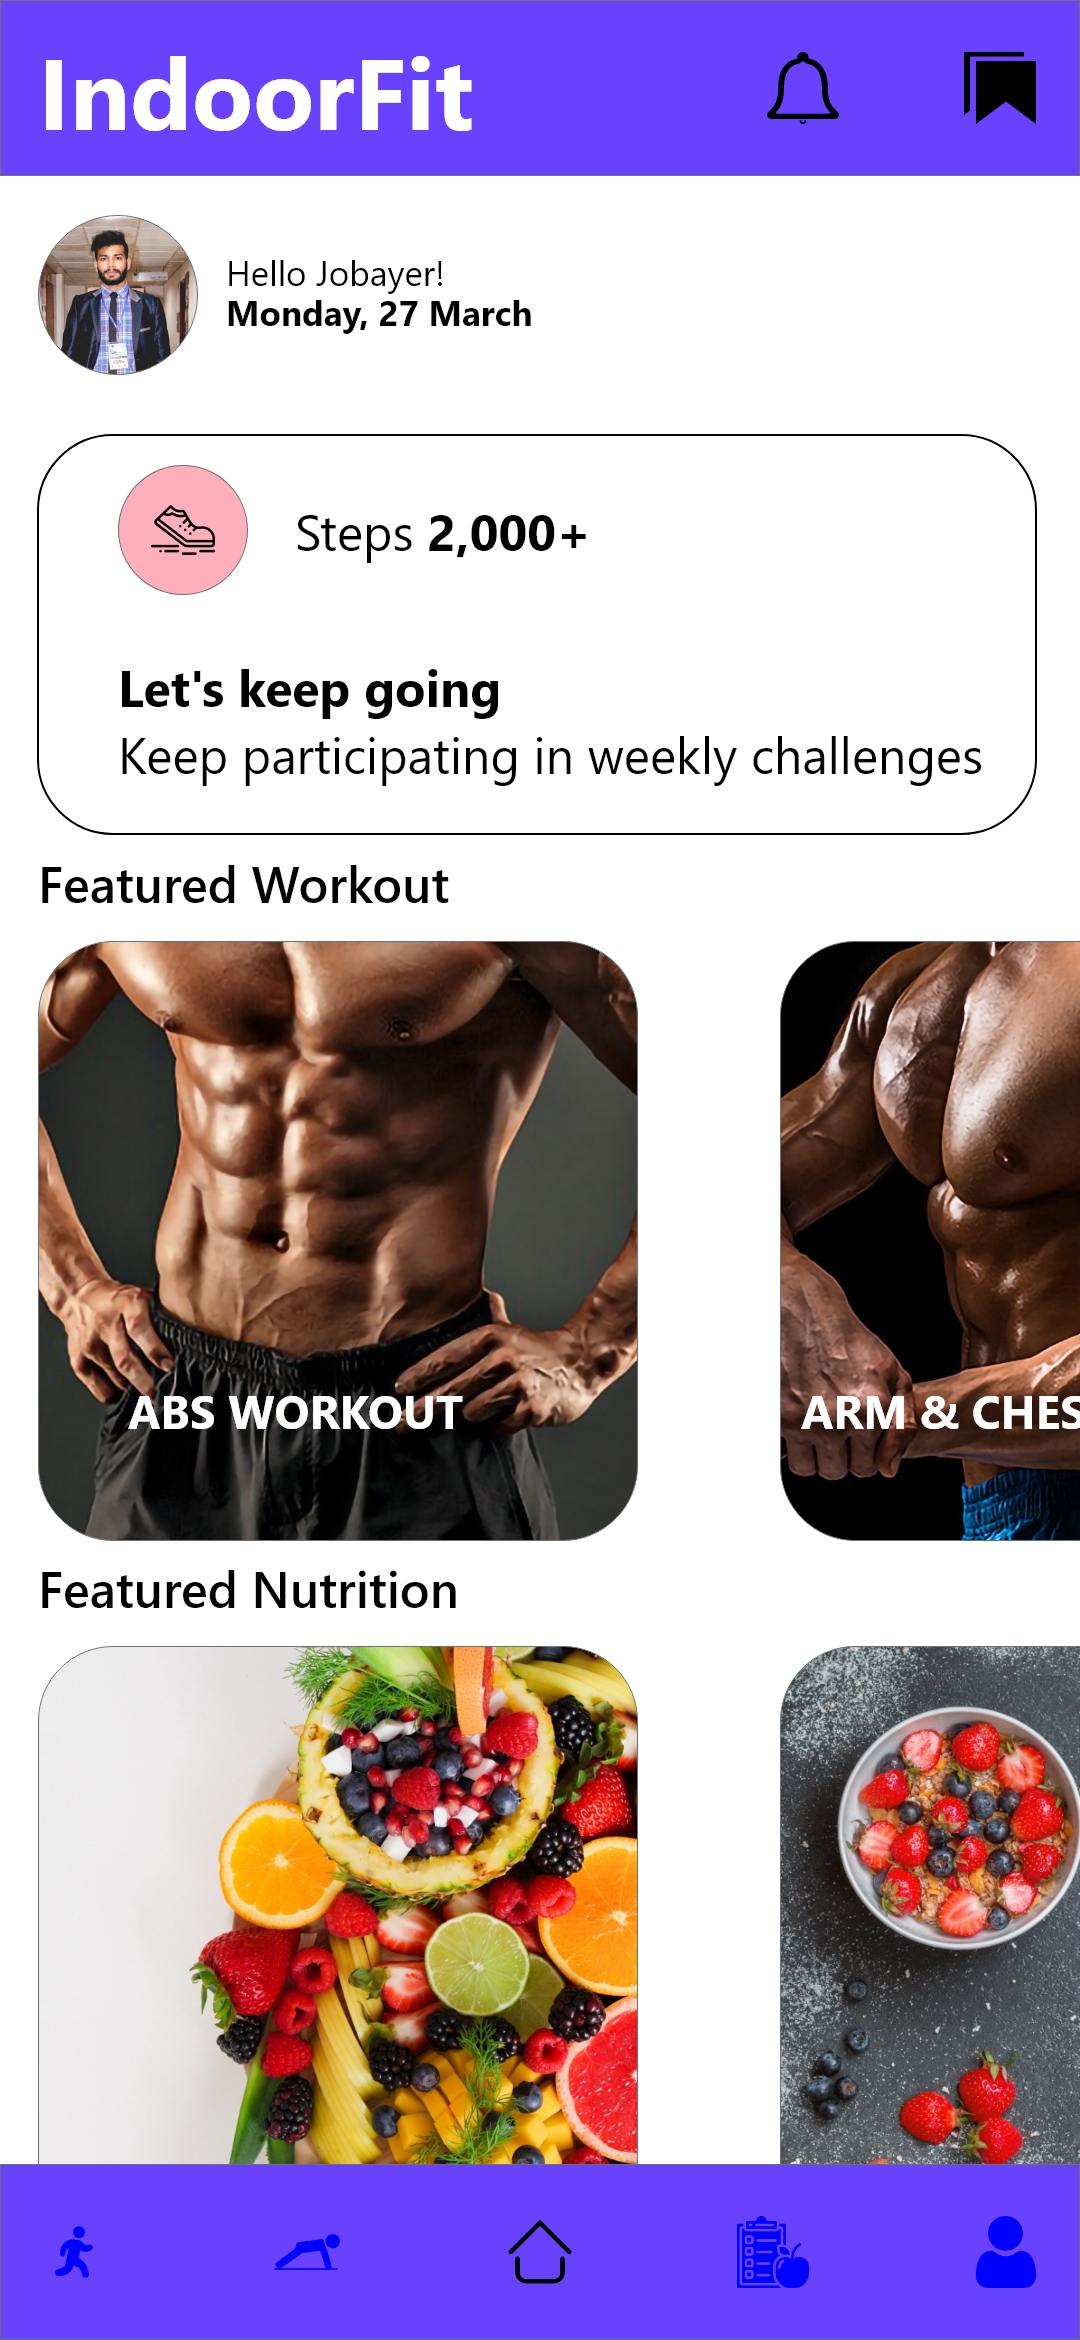 IndoorFit
Hello Jobayer!
Monday, 27 March
Steps 2,000+
Let's keep going
Keep participating in weekly challenges
Featured Workout
ABS WORKOUT
ARM & CHES
Featured Nutrition